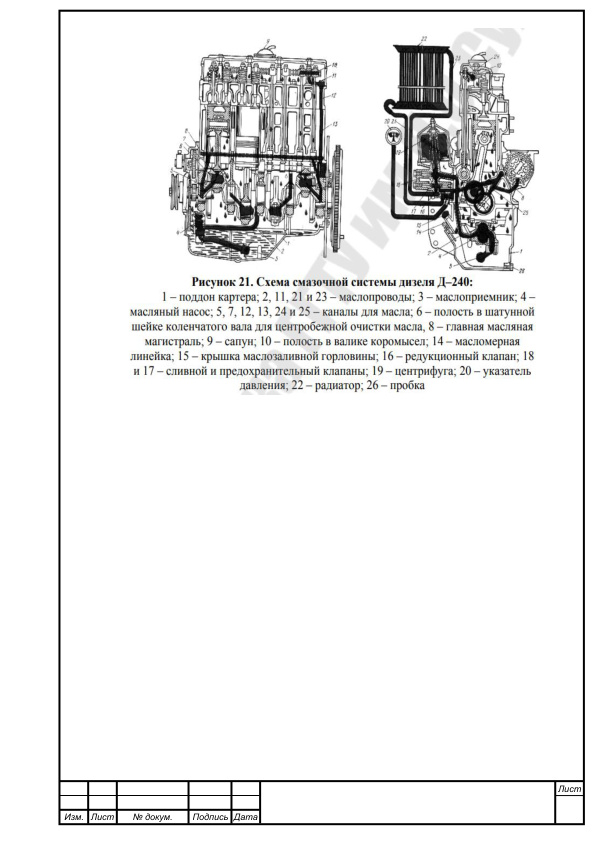 Рисунок 21. Схема смазочной системы дизеля Д–240:
1 – поддон картера; 2, 11, 21 и 23 – маслопроводы; 3 – маслоприемник; 4 –
масляный насос; 5, 7, 12, 13, 24 и 25 – каналы для масла; 6 – полость в шатунной
шейке коленчатого вала для центробежной очистки масла, 8 – главная масляная
магистраль; 9 – сапун; 10 – полость в валике коромысел; 14 – масломерная
линейка; 15 – крышка маслозаливной горловины; 16 – редукционный клапан; 18
и 17 – сливной и предохранительный клапаны; 19 – центрифуга; 20 – указатель
давления; 22 – радиатор; 26 – пробка
Лист
Изм. Лист № докум. Подпись Дата